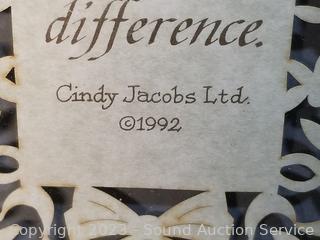 difference.
Cindy Jacobs Ltd.
©1992
Copyright 2023 - Sound Auction Service